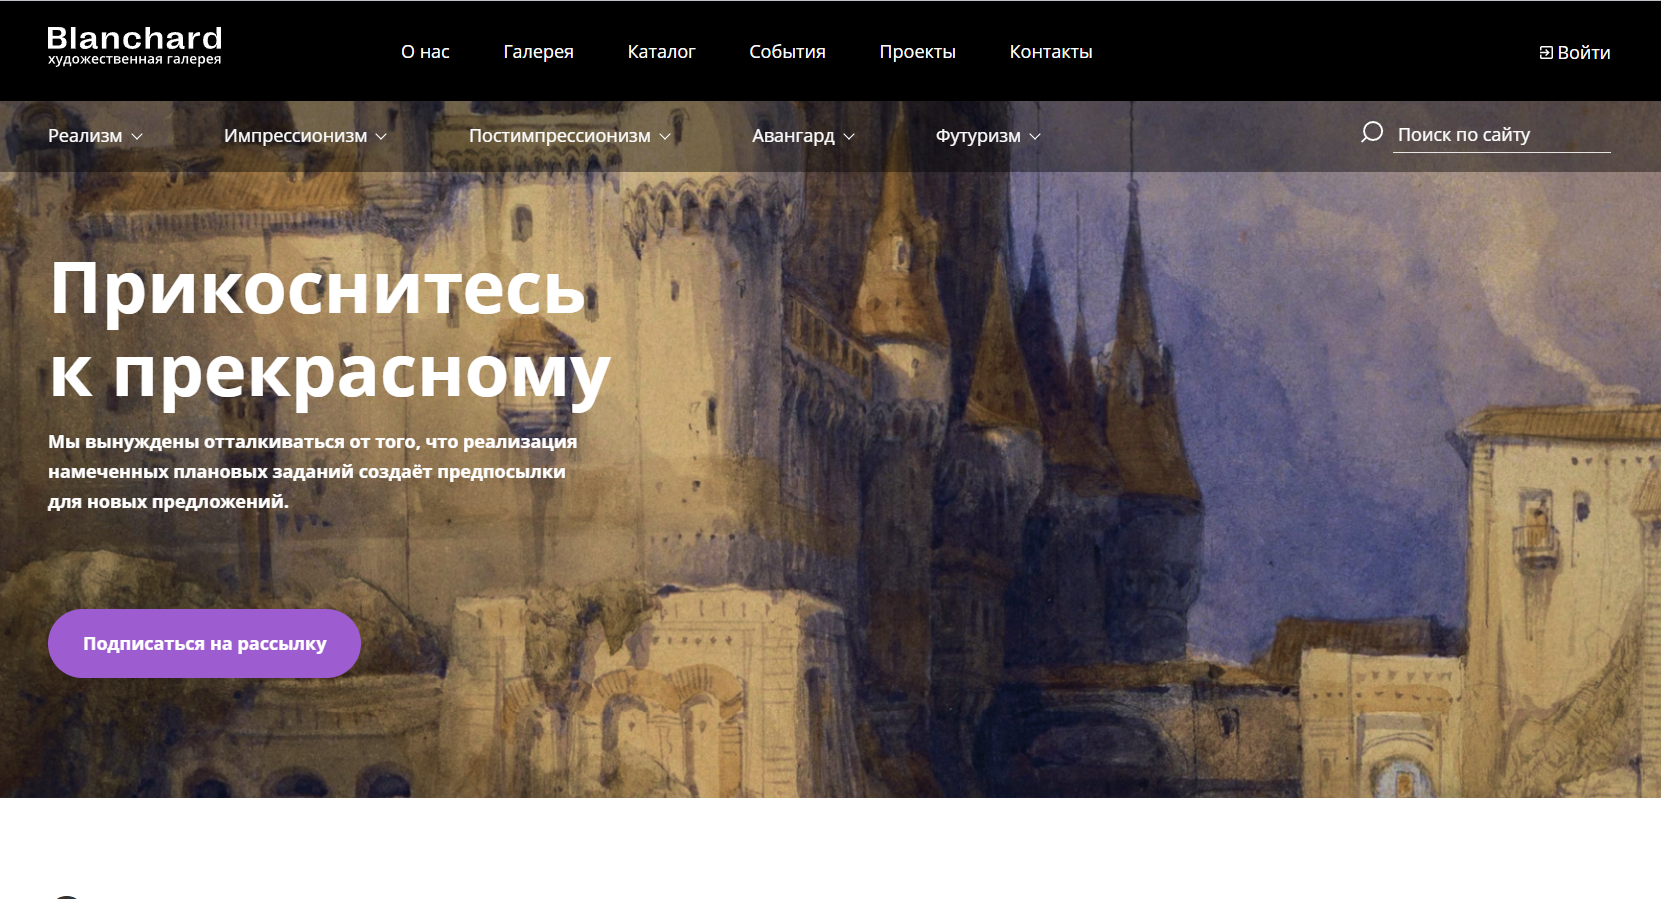 Blanchard
художественная галерея
О нас
Галерея
Каталог
События
Проекты
Контакты
Войти
Реализм
Импрессионизм
Постимпрессионизм
Авангард
Футуризм
Поиск по сайту
Прикоснитесь
к прекрасному
Мы вынуждены отталкиваться от того, что реализация
намеченных плановых заданий создаёт предпосылки
для новых предложений.
Подписаться на рассылку